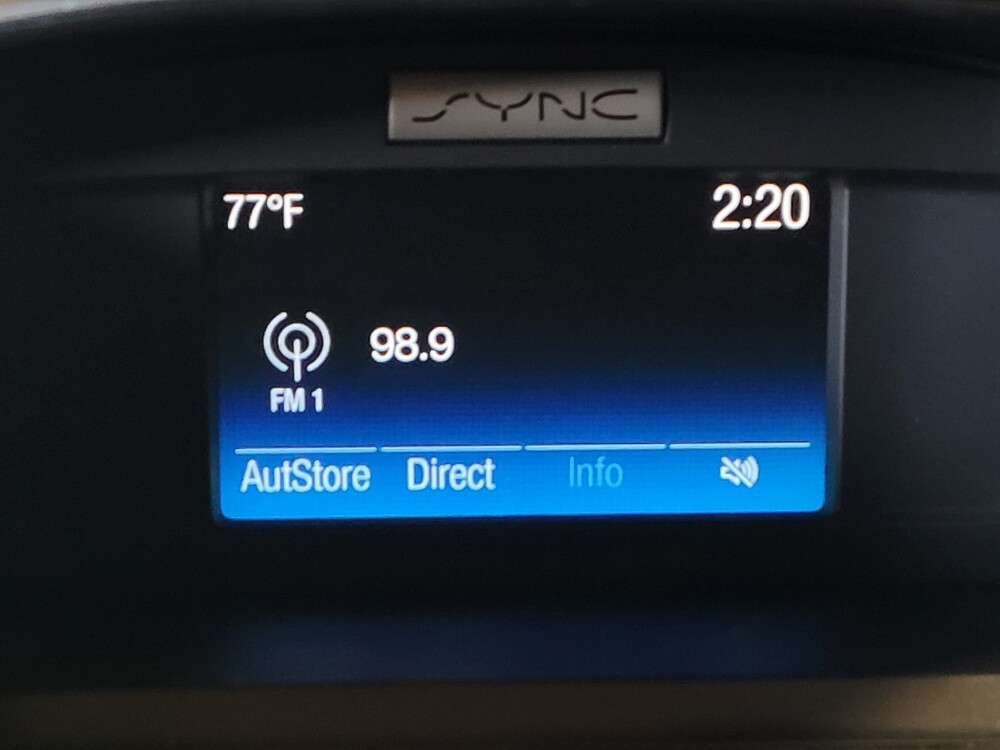 SYNC
77°F 2:20
98.9
FM 1
AutStore Direct Info